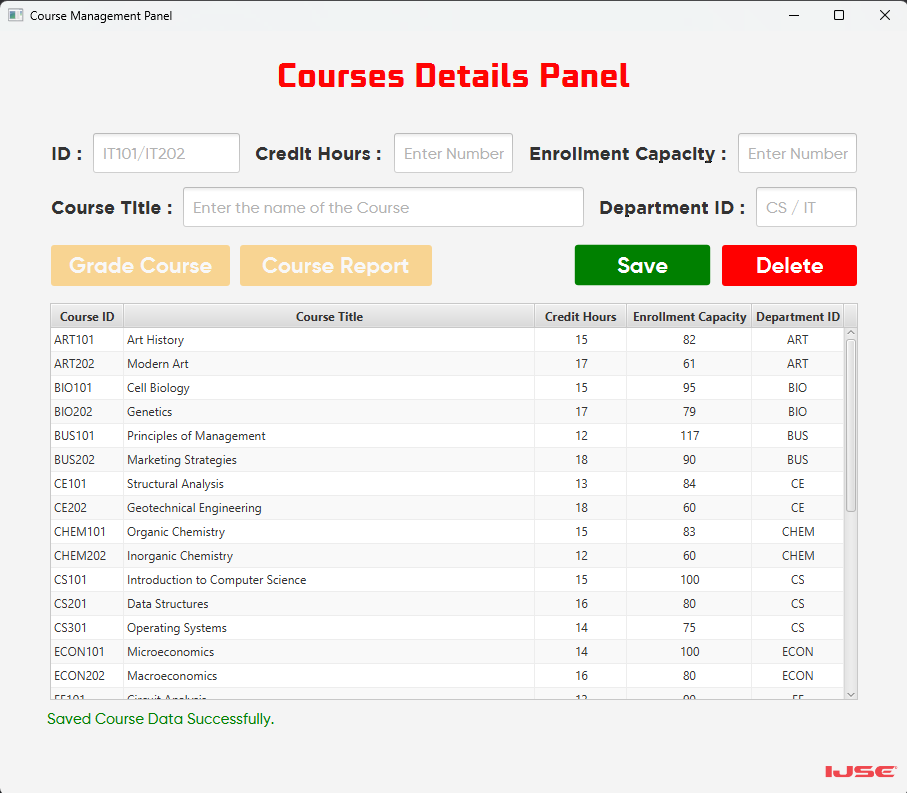 Course Management Panel
Courses Details Panel
ID : IT101/IT202 Credit Hours : Enter Number Enrollment Capacity : Enter Number
Course Title : Enter the name of the Course Department ID : CS / IT
Grade Course Course Report Save Delete
Course ID Course Title Credit Hours Enrollment Capacity Department ID
ART101 Art History 15 82 ART
ART202 Modern Art 17 61 ART
BIO101 Cell Biology 15 95 BIO
BIO202 Genetics 17 79 BIO
BUS101 Principles of Management 12 117 BUS
BUS202 Marketing Strategies 18 90 BUS
CE101 Structural Analysis 13 84 CE
CE202 Geotechnical Engineering 18 60 CE
CHEM101 Organic Chemistry 15 83 CHEM
CHEM202 Inorganic Chemistry 12 60 CHEM
CS101 Introduction to Computer Science 15 100 CS
CS201 Data Structures 16 80 CS
CS301 Operating Systems 14 75 CS
ECON101 Microeconomics 14 100 ECON
ECON202 Macroeconomics 16 80 ECON
EE101 Circuit Analysis EE
Saved Course Data Successfully.
IJSE